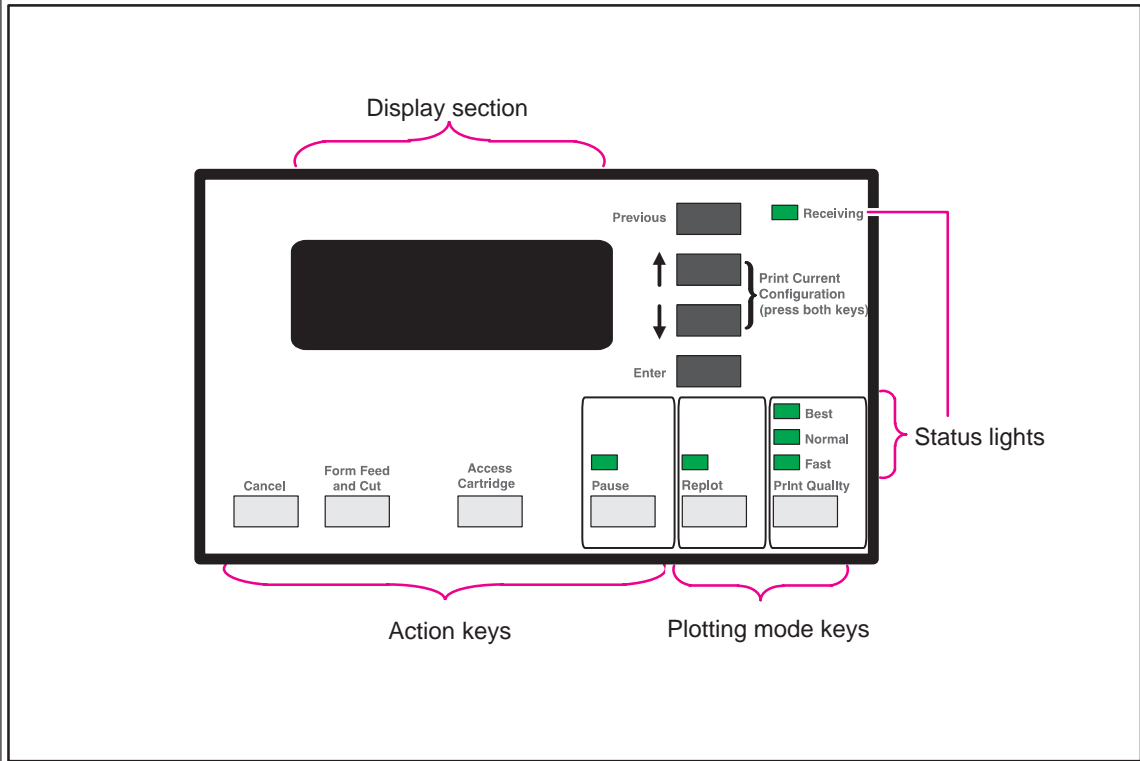 Display section
Previous
Receiving
Print Current
Configuration
(press both keys)
Enter
Best
Normal
Fast
Status lights
Cancel
Form Feed
and Cut
Access
Cartridge
Pause
Replot
Print Quality
Action keys
Plotting mode keys